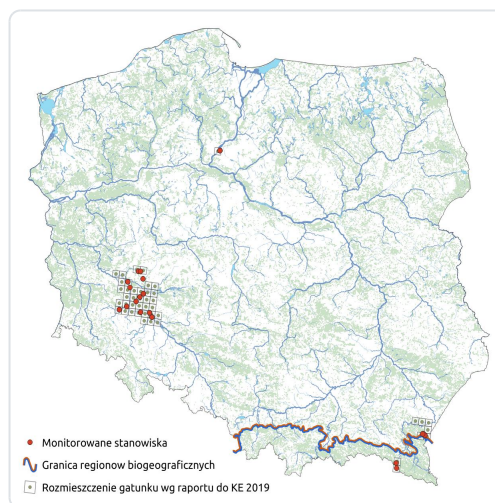 Monitorowane stanowiska
Granica regionow biogeograficznych
Rozmieszczenie gatunku wg raportu do KE 2019